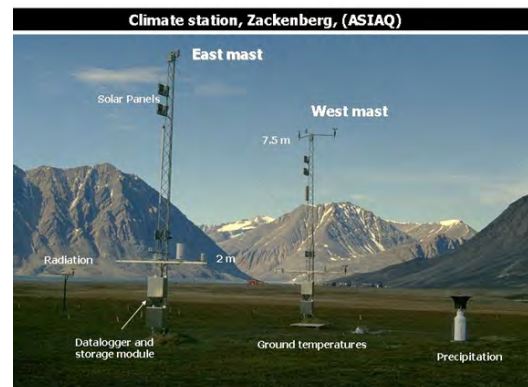 Climate station, Zackenberg, (ASIAQ)
East mast
Solar Panels
West mast
7.5 m
Radiation
2 m
Datalogger and
storage module
Ground temperatures
Precipitation